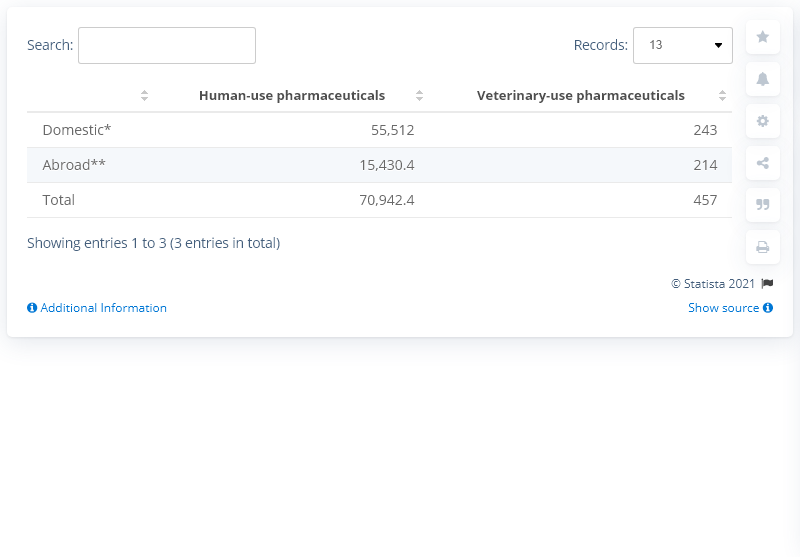 Search:
Records: 13
Human-use pharmaceuticals Veterinary-use pharmaceuticals
Domestic* 55,512 243
Abroad** 15,430.4 214
Total 70,942.4 457
Showing entries 1 to 3 (3 entries in total)
© Statista 2021
Additional Information Show source